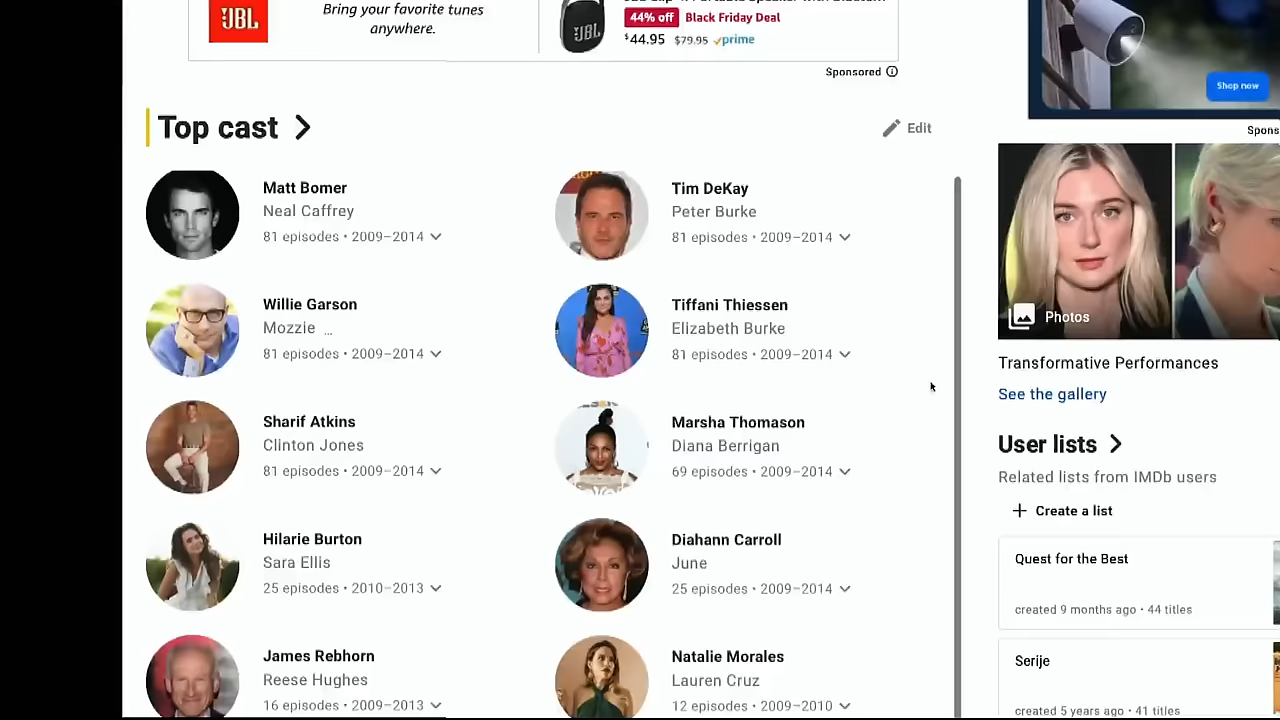 JBL
Bring your favorite tunes
anywhere.
JBL
44% off Black Friday Deal
$44.95 $79.95 prime
Sponsored
Shop now
Spons
Top cast
Edit
Matt Bomer
Neal Caffrey
81 episodes • 2009–2014
Tim DeKay
Peter Burke
81 episodes • 2009–2014
Willie Garson
Mozzie ...
81 episodes • 2009–2014
Tiffani Thiessen
Elizabeth Burke
81 episodes • 2009–2014
Sharif Atkins
Clinton Jones
81 episodes • 2009–2014
Marsha Thomason
Diana Berrigan
69 episodes • 2009–2014
Hilarie Burton
Sara Ellis
25 episodes • 2010–2013
Diahann Carroll
June
25 episodes • 2009–2014
James Rebhorn
Reese Hughes
16 episodes • 2009–2013
Natalie Morales
Lauren Cruz
12 episodes • 2009–2010
Photos
Transformative Performances
See the gallery
User lists
Related lists from IMDb users
+ Create a list
Quest for the Best
created 9 months ago • 44 titles
Serije
created 5 years ago • 41 titles